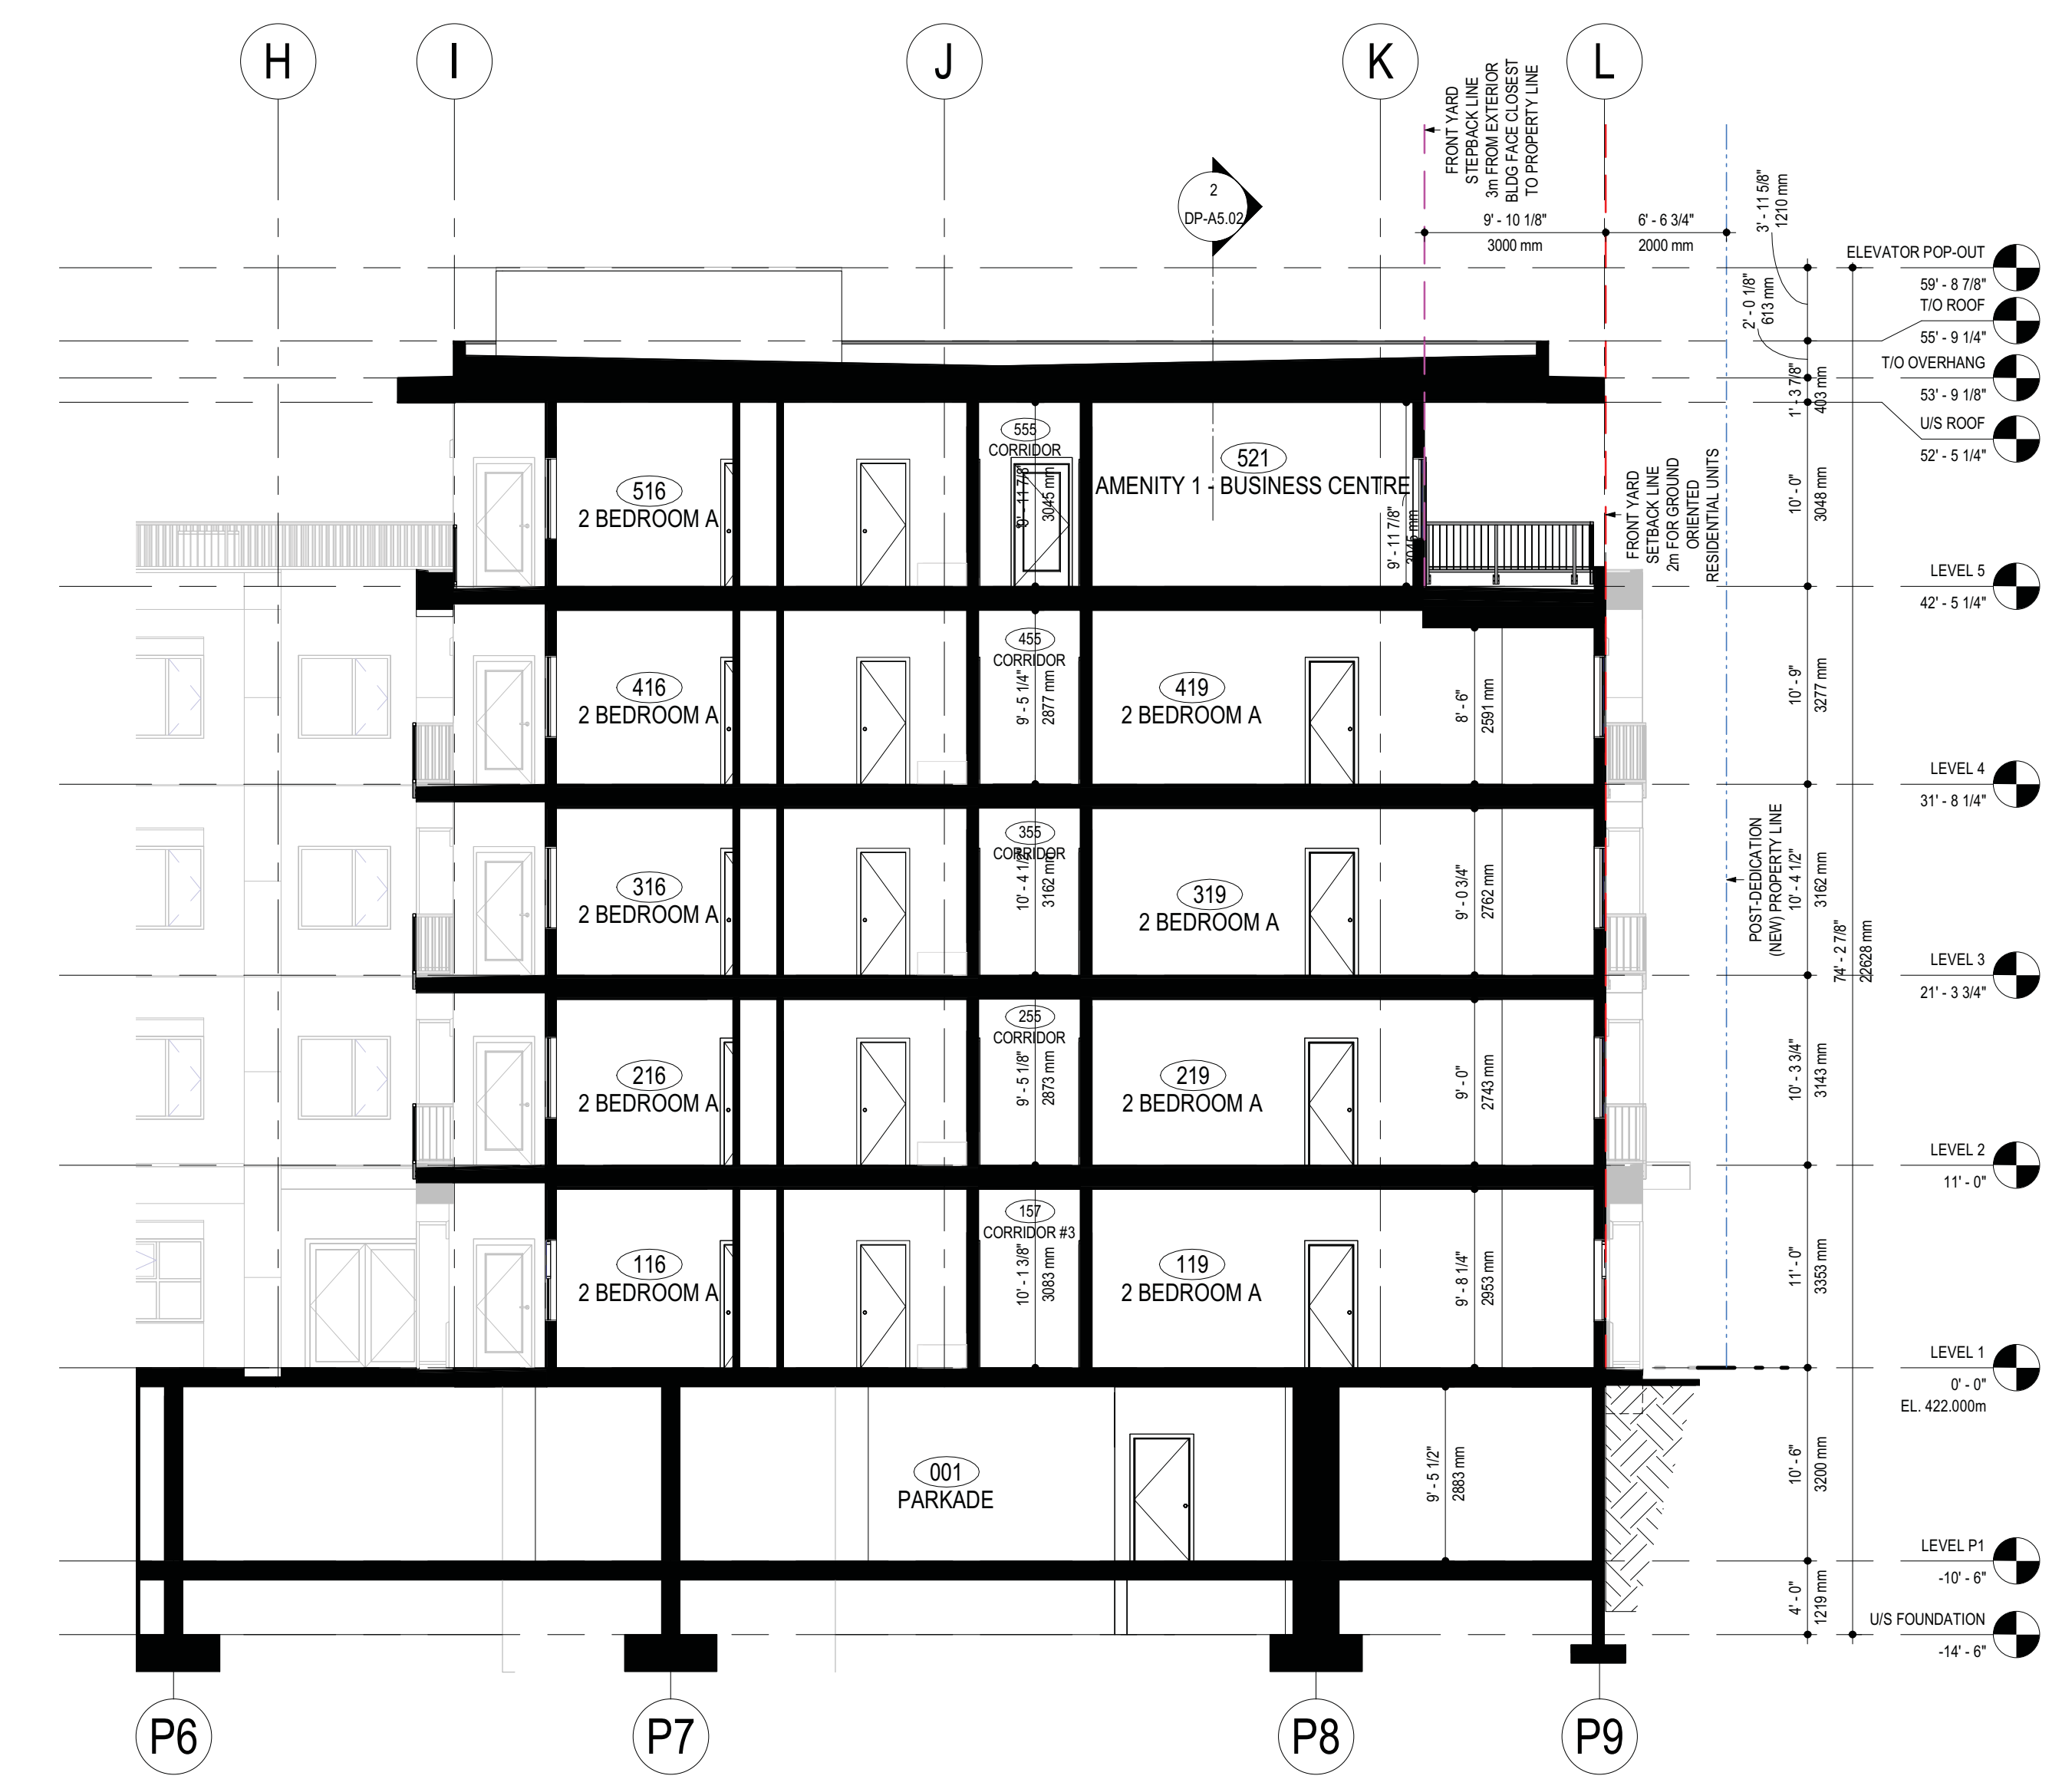 H
I
J
K
L
FRONT YARD
STEPBACK LINE
3m FROM EXTERIOR
BLDG FACE CLOSEST
TO PROPERTY LINE
2
DP-A5.02
9' - 10 1/8"
3000 mm
6' - 6 3/4"
2000 mm
3' - 11 5/8"
1210 mm
2' - 0 1/8"
613 mm
1' - 3 7/8"
403 mm
ELEVATOR POP-OUT
59' - 8 7/8"
T/O ROOF
55' - 9 1/4"
T/O OVERHANG
53' - 9 1/8"
U/S ROOF
52' - 5 1/4"
555
CORRIDOR
9' - 11 7/8"
3045 mm
521
AMENITY 1 - BUSINESS CENTRE
9' - 11 7/8"
3045 mm
516
2 BEDROOM A
FRONT YARD
SETBACK LINE
2m FOR GROUND
ORIENTED
RESIDENTIAL UNITS
10' - 0"
3048 mm
LEVEL 5
42' - 5 1/4"
416
2 BEDROOM A
455
CORRIDOR
9' - 5 1/4"
2877 mm
419
2 BEDROOM A
8' - 6"
2591 mm
10' - 9"
3277 mm
LEVEL 4
31' - 8 1/4"
316
2 BEDROOM A
355
CORRIDOR
10' - 4 1/2"
3162 mm
319
2 BEDROOM A
9' - 0 3/4"
2762 mm
POST-DEDICATION
(NEW) PROPERTY LINE
10' - 4 1/2"
3162 mm
74' - 2 7/8"
22628 mm
LEVEL 3
21' - 3 3/4"
216
2 BEDROOM A
255
CORRIDOR
9' - 5 1/8"
2873 mm
219
2 BEDROOM A
9' - 0"
2743 mm
10' - 3 3/4"
3143 mm
LEVEL 2
11' - 0"
116
2 BEDROOM A
157
CORRIDOR #3
10' - 1 3/8"
3083 mm
119
2 BEDROOM A
9' - 8 1/4"
2953 mm
11' - 0"
3353 mm
LEVEL 1
0' - 0"
EL. 422.000m
001
PARKADE
9' - 5 1/2"
2883 mm
10' - 6"
3200 mm
LEVEL P1
-10' - 6"
4' - 0"
1219 mm
U/S FOUNDATION
-14' - 6"
P6
P7
P8
P9